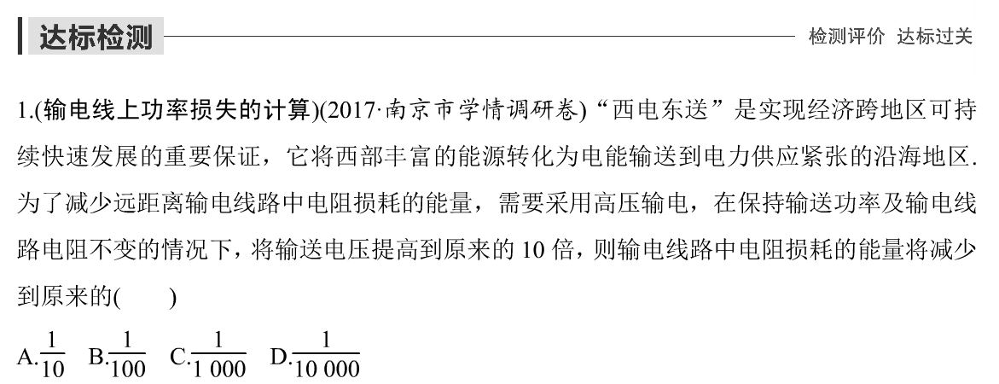 达标检测 检测评价 达标过关
1.(输电线上功率损失的计算)(2017·南京市学情调研卷)“西电东送”是实现经济跨地区可持
续快速发展的重要保证，它将西部丰富的能源转化为电能输送到电力供应紧张的沿海地区.
为了减少远距离输电线路中电阻损耗的能量，需要采用高压输电，在保持输送功率及输电线
路电阻不变的情况下，将输送电压提高到原来的 10 倍，则输电线路中电阻损耗的能量将减少
到原来的(　　)
A.1/10 B.1/100 C.1/1 000 D.1/10 000